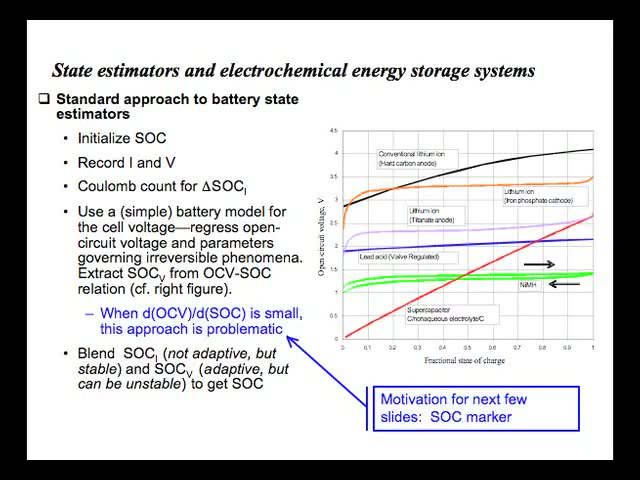 State estimators and electrochemical energy storage systems
❑ Standard approach to battery state
estimators
• Initialize SOC
• Record I and V
• Coulomb count for ΔSOCI
• Use a (simple) battery model for
the cell voltage—regress open-
circuit voltage and parameters
governing irreversible phenomena.
Extract SOCV from OCV-SOC
relation (cf. right figure).
– When d(OCV)/d(SOC) is small,
this approach is problematic
• Blend SOCI (not adaptive, but
stable) and SOCV (adaptive, but
can be unstable) to get SOC
Open-circuit voltage, V
4.5
4
3.5
3
2.5
2
1.5
1
0.5
0
Conventional lithium ion
(Hard carbon anode)
Lithium ion
(Iron phosphate cathode)
Lithium ion
(Titanate anode)
Lead acid (Valve Regulated)
NiMH
Supercapacitor
C/nonaqueous electrolyte/C
0 0.1 0.2 0.3 0.4 0.5 0.6 0.7 0.8 0.9 1
Fractional state of charge
Motivation for next few
slides: SOC marker